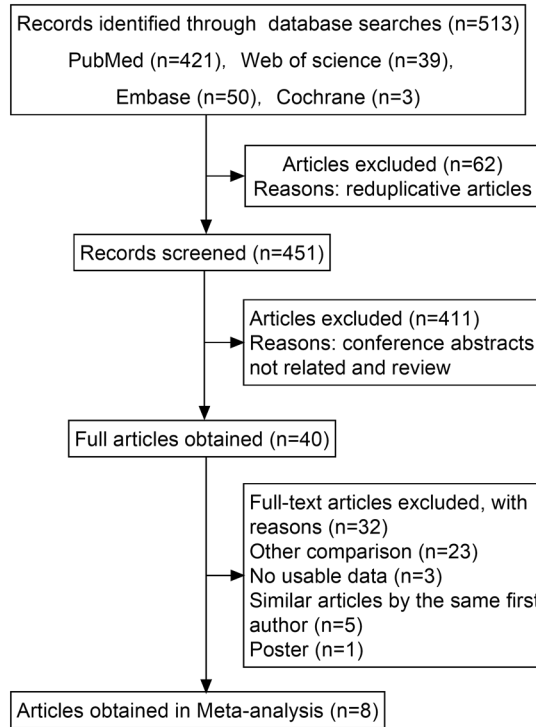 Records identified through database searches (n=513)
PubMed (n=421), Web of science (n=39),
Embase (n=50), Cochrane (n=3)
Articles excluded (n=62)
Reasons: reduplicative articles
Records screened (n=451)
Articles excluded (n=411)
Reasons: conference abstracts
not related and review
Full articles obtained (n=40)
Full-text articles excluded, with
reasons (n=32)
Other comparison (n=23)
No usable data (n=3)
Similar articles by the same first
author (n=5)
Poster (n=1)
Articles obtained in Meta-analysis (n=8)